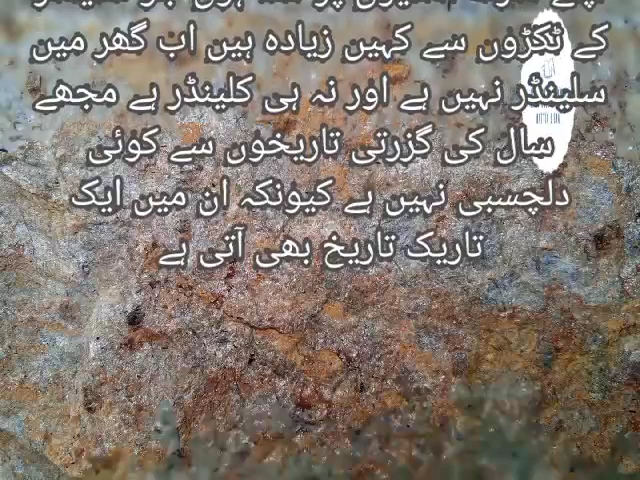 کے ٹکڑوں سے کہیں زیادہ ہیں اب گھر میں
سلینڈر نہیں ہے اور نہ ہی کلینڈر ہے مجھے
سال کی گزرتی تاریخوں سے کوئی
دلچسبی نہیں ہے کیونکہ ان میں ایک
تاریک تاریخ بھی آتی ہے